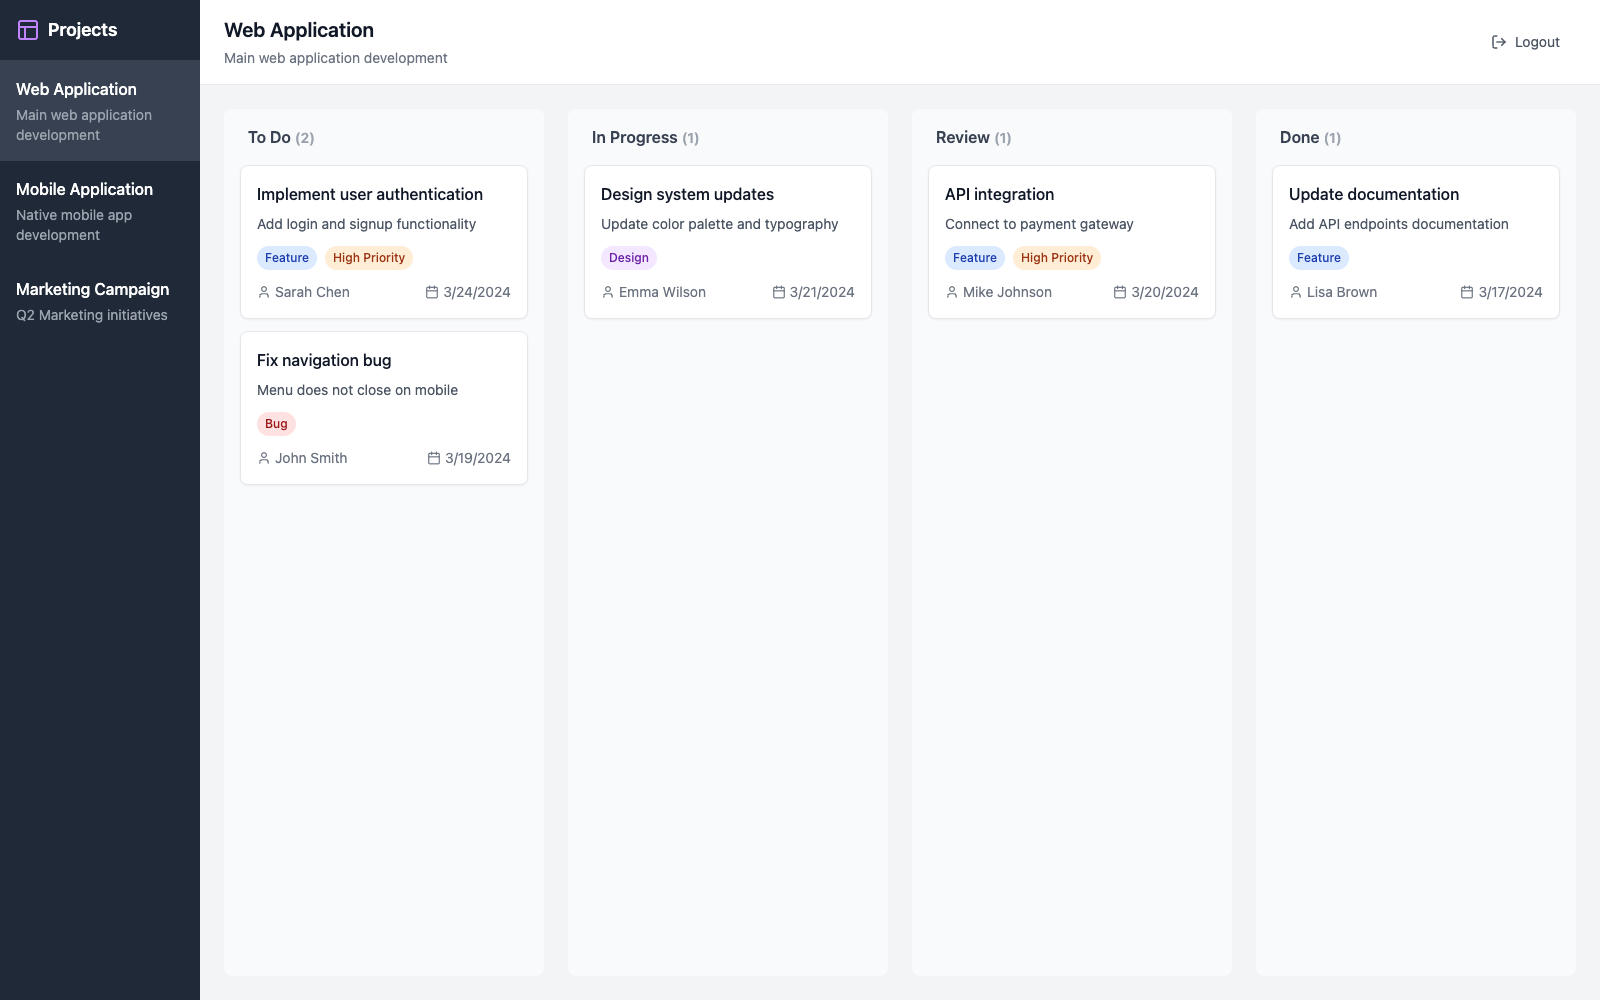 Projects
Web Application
Main web application
development
Mobile Application
Native mobile app
development
Marketing Campaign
Q2 Marketing initiatives
Web Application
Main web application development
Logout
To Do (2)
Implement user authentication
Add login and signup functionality
Feature High Priority
Sarah Chen 3/24/2024
Fix navigation bug
Menu does not close on mobile
Bug
John Smith 3/19/2024
In Progress (1)
Design system updates
Update color palette and typography
Design
Emma Wilson 3/21/2024
Review (1)
API integration
Connect to payment gateway
Feature High Priority
Mike Johnson 3/20/2024
Done (1)
Update documentation
Add API endpoints documentation
Feature
Lisa Brown 3/17/2024